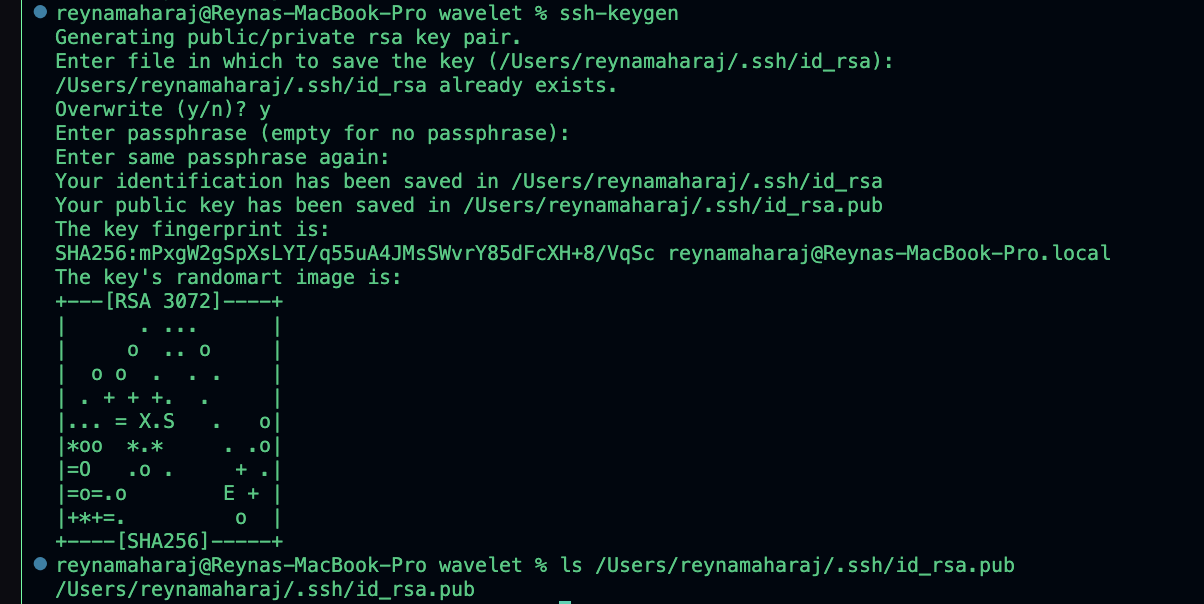 reynamaharaj@Reynas-MacBook-Pro wavelet % ssh-keygen
Generating public/private rsa key pair.
Enter file in which to save the key (/Users/reynamaharaj/.ssh/id_rsa):
/Users/reynamaharaj/.ssh/id_rsa already exists.
Overwrite (y/n)? y
Enter passphrase (empty for no passphrase):
Enter same passphrase again:
Your identification has been saved in /Users/reynamaharaj/.ssh/id_rsa
Your public key has been saved in /Users/reynamaharaj/.ssh/id_rsa.pub
The key fingerprint is:
SHA256:mPxgW2gSpXsLYI/q55uA4JMsSWvrY85dFcXH+8/VqSc reynamaharaj@Reynas-MacBook-Pro.local
The key's randomart image is:
+---[RSA 3072]----+
|      . ...      |
|     o  .. o     |
|  o o  .  . .    |
| . + + +.  .     |
|... = X.S   .   o|
|*oo  *.*     . .o|
|=O   .o .     + .|
|=o=.o        E + |
|+*+=.         o  |
+----[SHA256]-----+
reynamaharaj@Reynas-MacBook-Pro wavelet % ls /Users/reynamaharaj/.ssh/id_rsa.pub
/Users/reynamaharaj/.ssh/id_rsa.pub